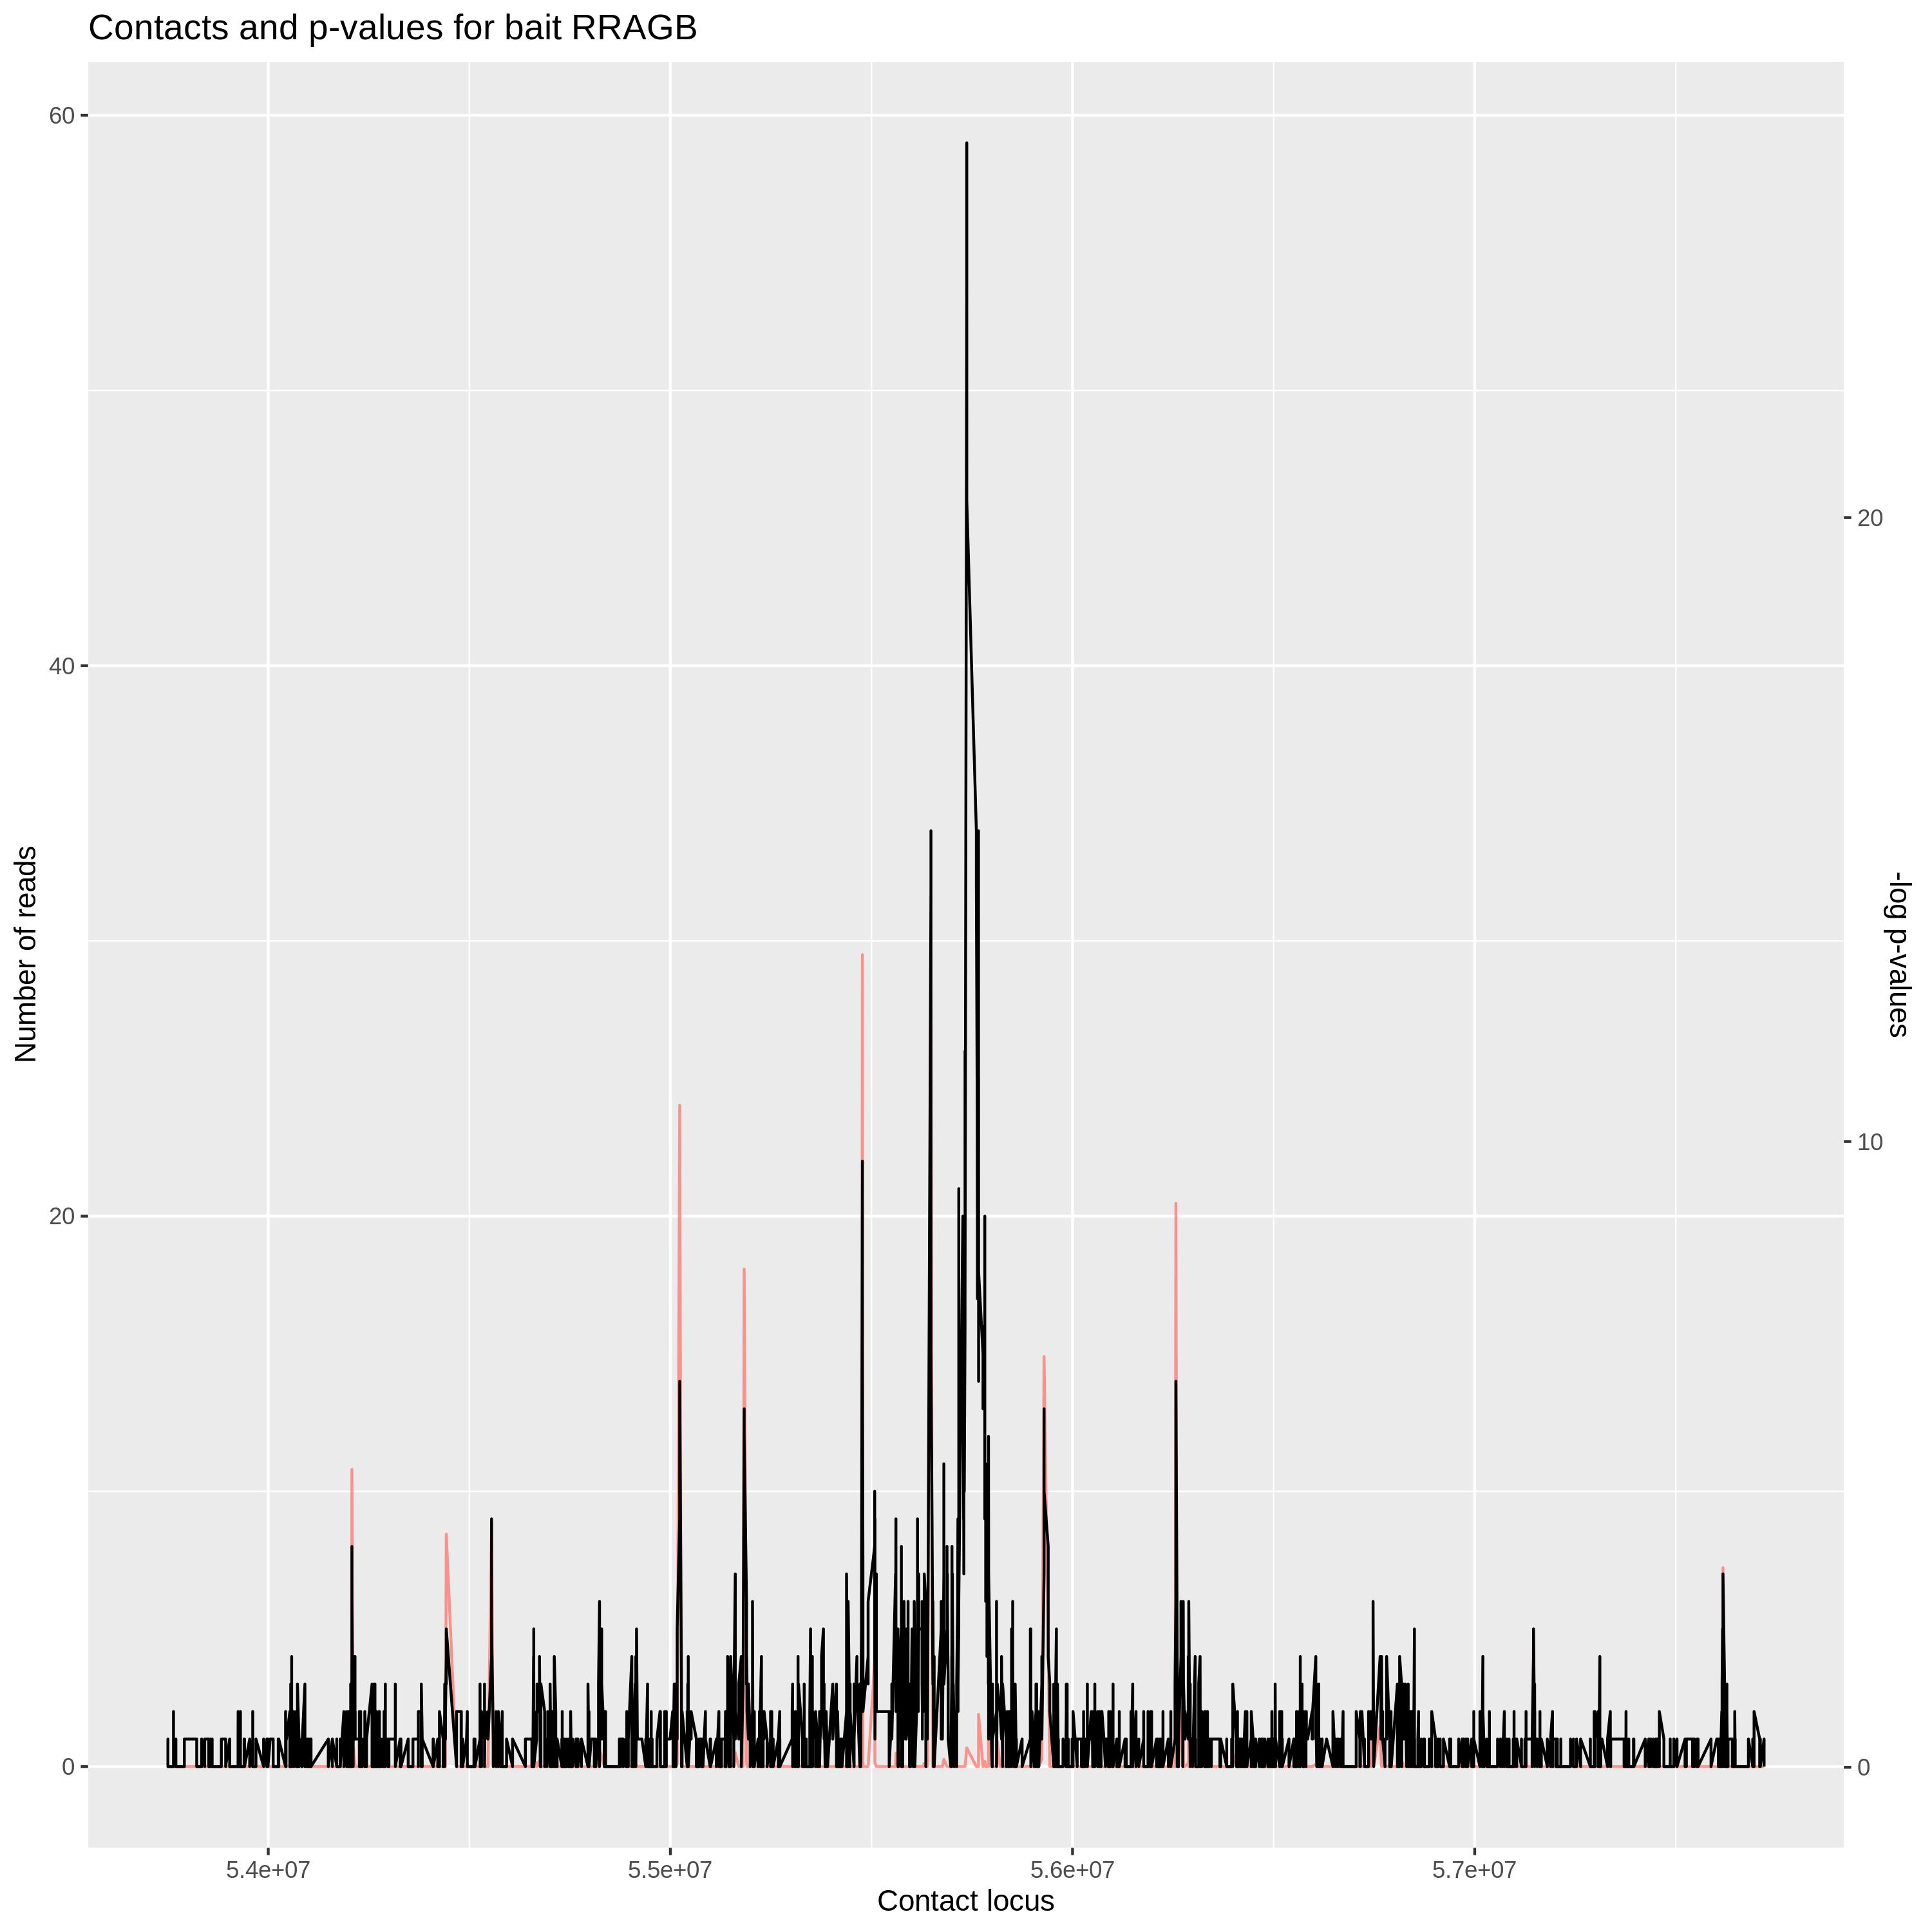 Contacts and p-values for bait RRAGB
60
40
20
0
Number of reads
20
10
0
-log p-values
5.4e+07
5.5e+07
5.6e+07
5.7e+07
Contact locus